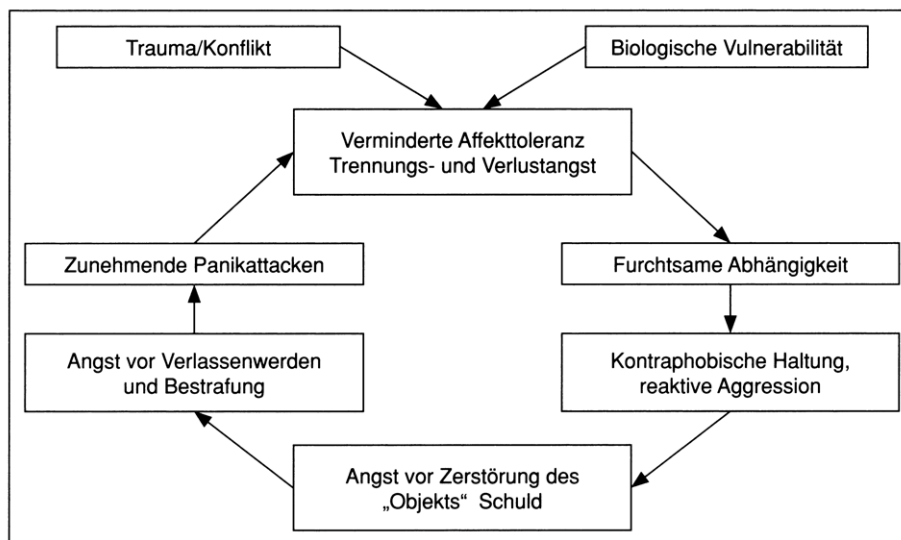 Trauma/Konflikt
Biologische Vulnerabilität
Verminderte Affekttoleranz
Trennungs- und Verlustangst
Zunehmende Panikattacken
Furchtsame Abhängigkeit
Angst vor Verlassenwerden
und Bestrafung
Kontraphobische Haltung,
reaktive Aggression
Angst vor Zerstörung des
„Objekts“ Schuld